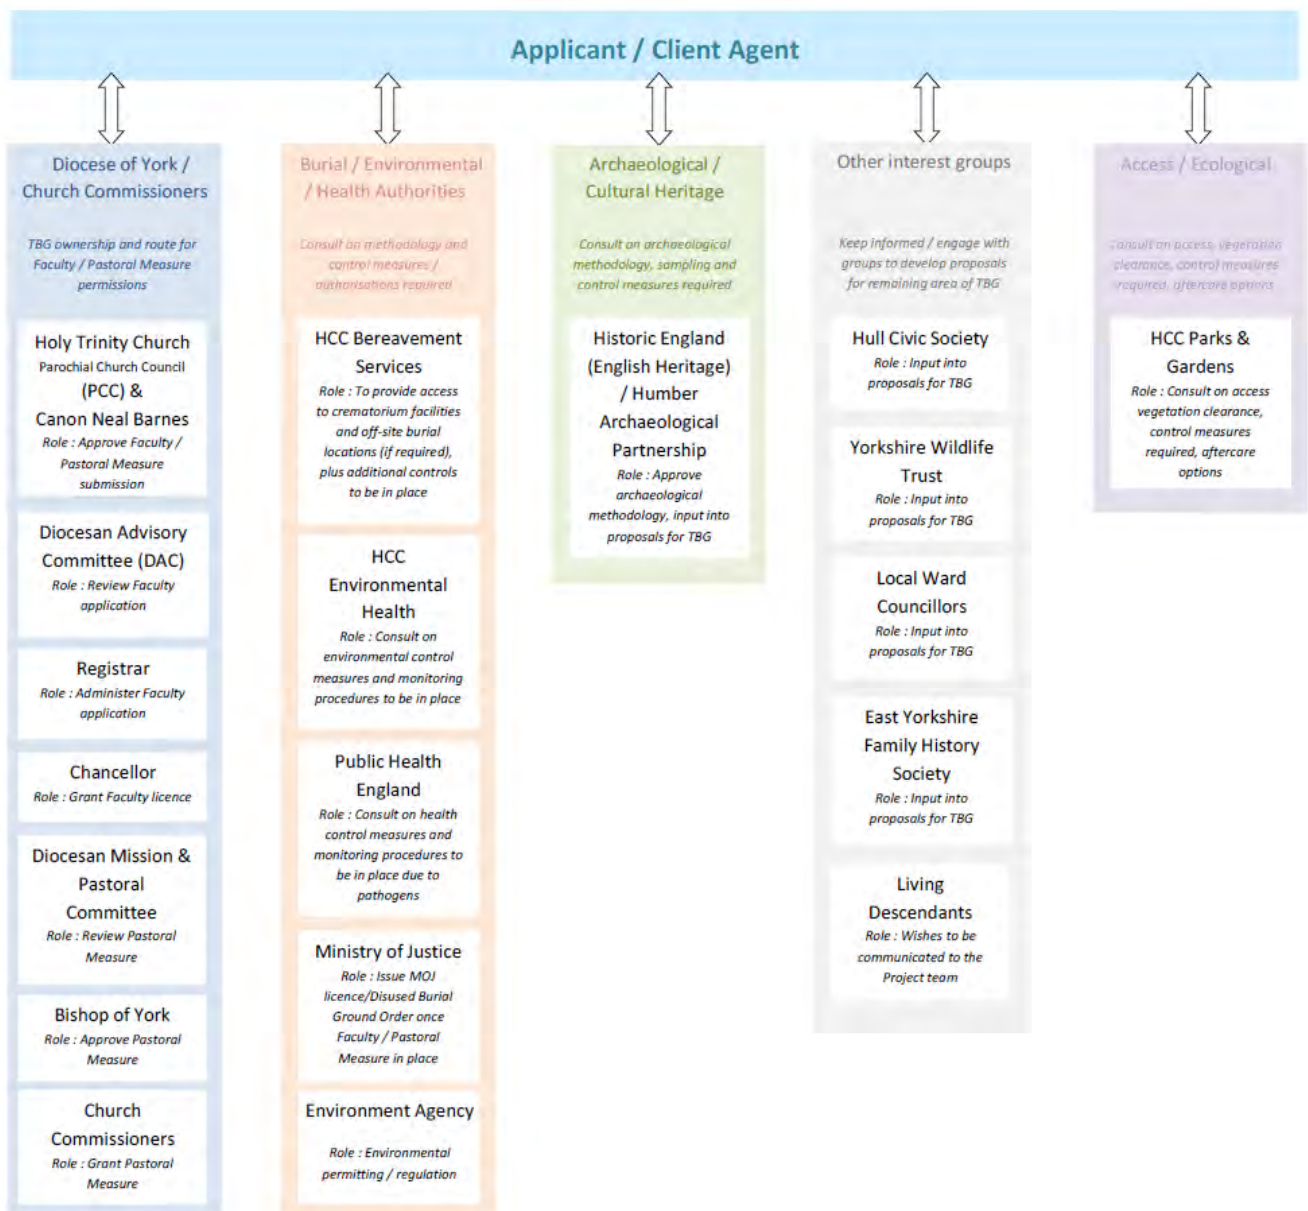 Applicant / Client Agent
Diocese of York /
Church Commissioners
TBG ownership and route for
Faculty / Pastoral Measure
permissions
Holy Trinity Church
Parochial Church Council
(PCC) &
Canon Neal Barnes
Role : Approve Faculty /
Pastoral Measure
submission
Diocesan Advisory
Committee (DAC)
Role : Review Faculty
application
Registrar
Role : Administer Faculty
application
Chancellor
Role : Grant Faculty licence
Diocesan Mission &
Pastoral
Committee
Role : Review Pastoral
Measure
Bishop of York
Role : Approve Pastoral
Measure
Church
Commissioners
Role : Grant Pastoral
Measure
Burial / Environmental
/ Health Authorities
Consult on methodology and
control measures /
authorisations required
HCC Bereavement
Services
Role : To provide access
to crematorium facilities
and off-site burial
locations (if required),
plus additional controls
to be in place
HCC
Environmental
Health
Role : Consult on
environmental control
measures and monitoring
procedures to be in place
Public Health
England
Role : Consult on health
control measures and
monitoring procedures to
be in place due to
pathogens
Ministry of Justice
Role : Issue MOJ
licence/Disused Burial
Ground Order once
Faculty / Pastoral
Measure in place
Environment Agency
Role : Environmental
permitting / regulation
Archaeological /
Cultural Heritage
Consult on archaeological
methodology, sampling and
control measures required
Historic England
(English Heritage)
/ Humber
Archaeological
Partnership
Role : Approve
archaeological
methodology, input into
proposals for TBG
Other interest groups
Keep informed / engage with
groups to develop proposals
for remaining area of TBG
Hull Civic Society
Role : Input into
proposals for TBG
Yorkshire Wildlife
Trust
Role : Input into
proposals for TBG
Local Ward
Councillors
Role : Input into
proposals for TBG
East Yorkshire
Family History
Society
Role : Input into
proposals for TBG
Living
Descendants
Role : Wishes to be
communicated to the
Project team
Access / Ecological
Consult on access, vegetation
clearance, control measures
required, aftercare options
HCC Parks &
Gardens
Role : Consult on access
vegetation clearance,
control measures
required, aftercare
options